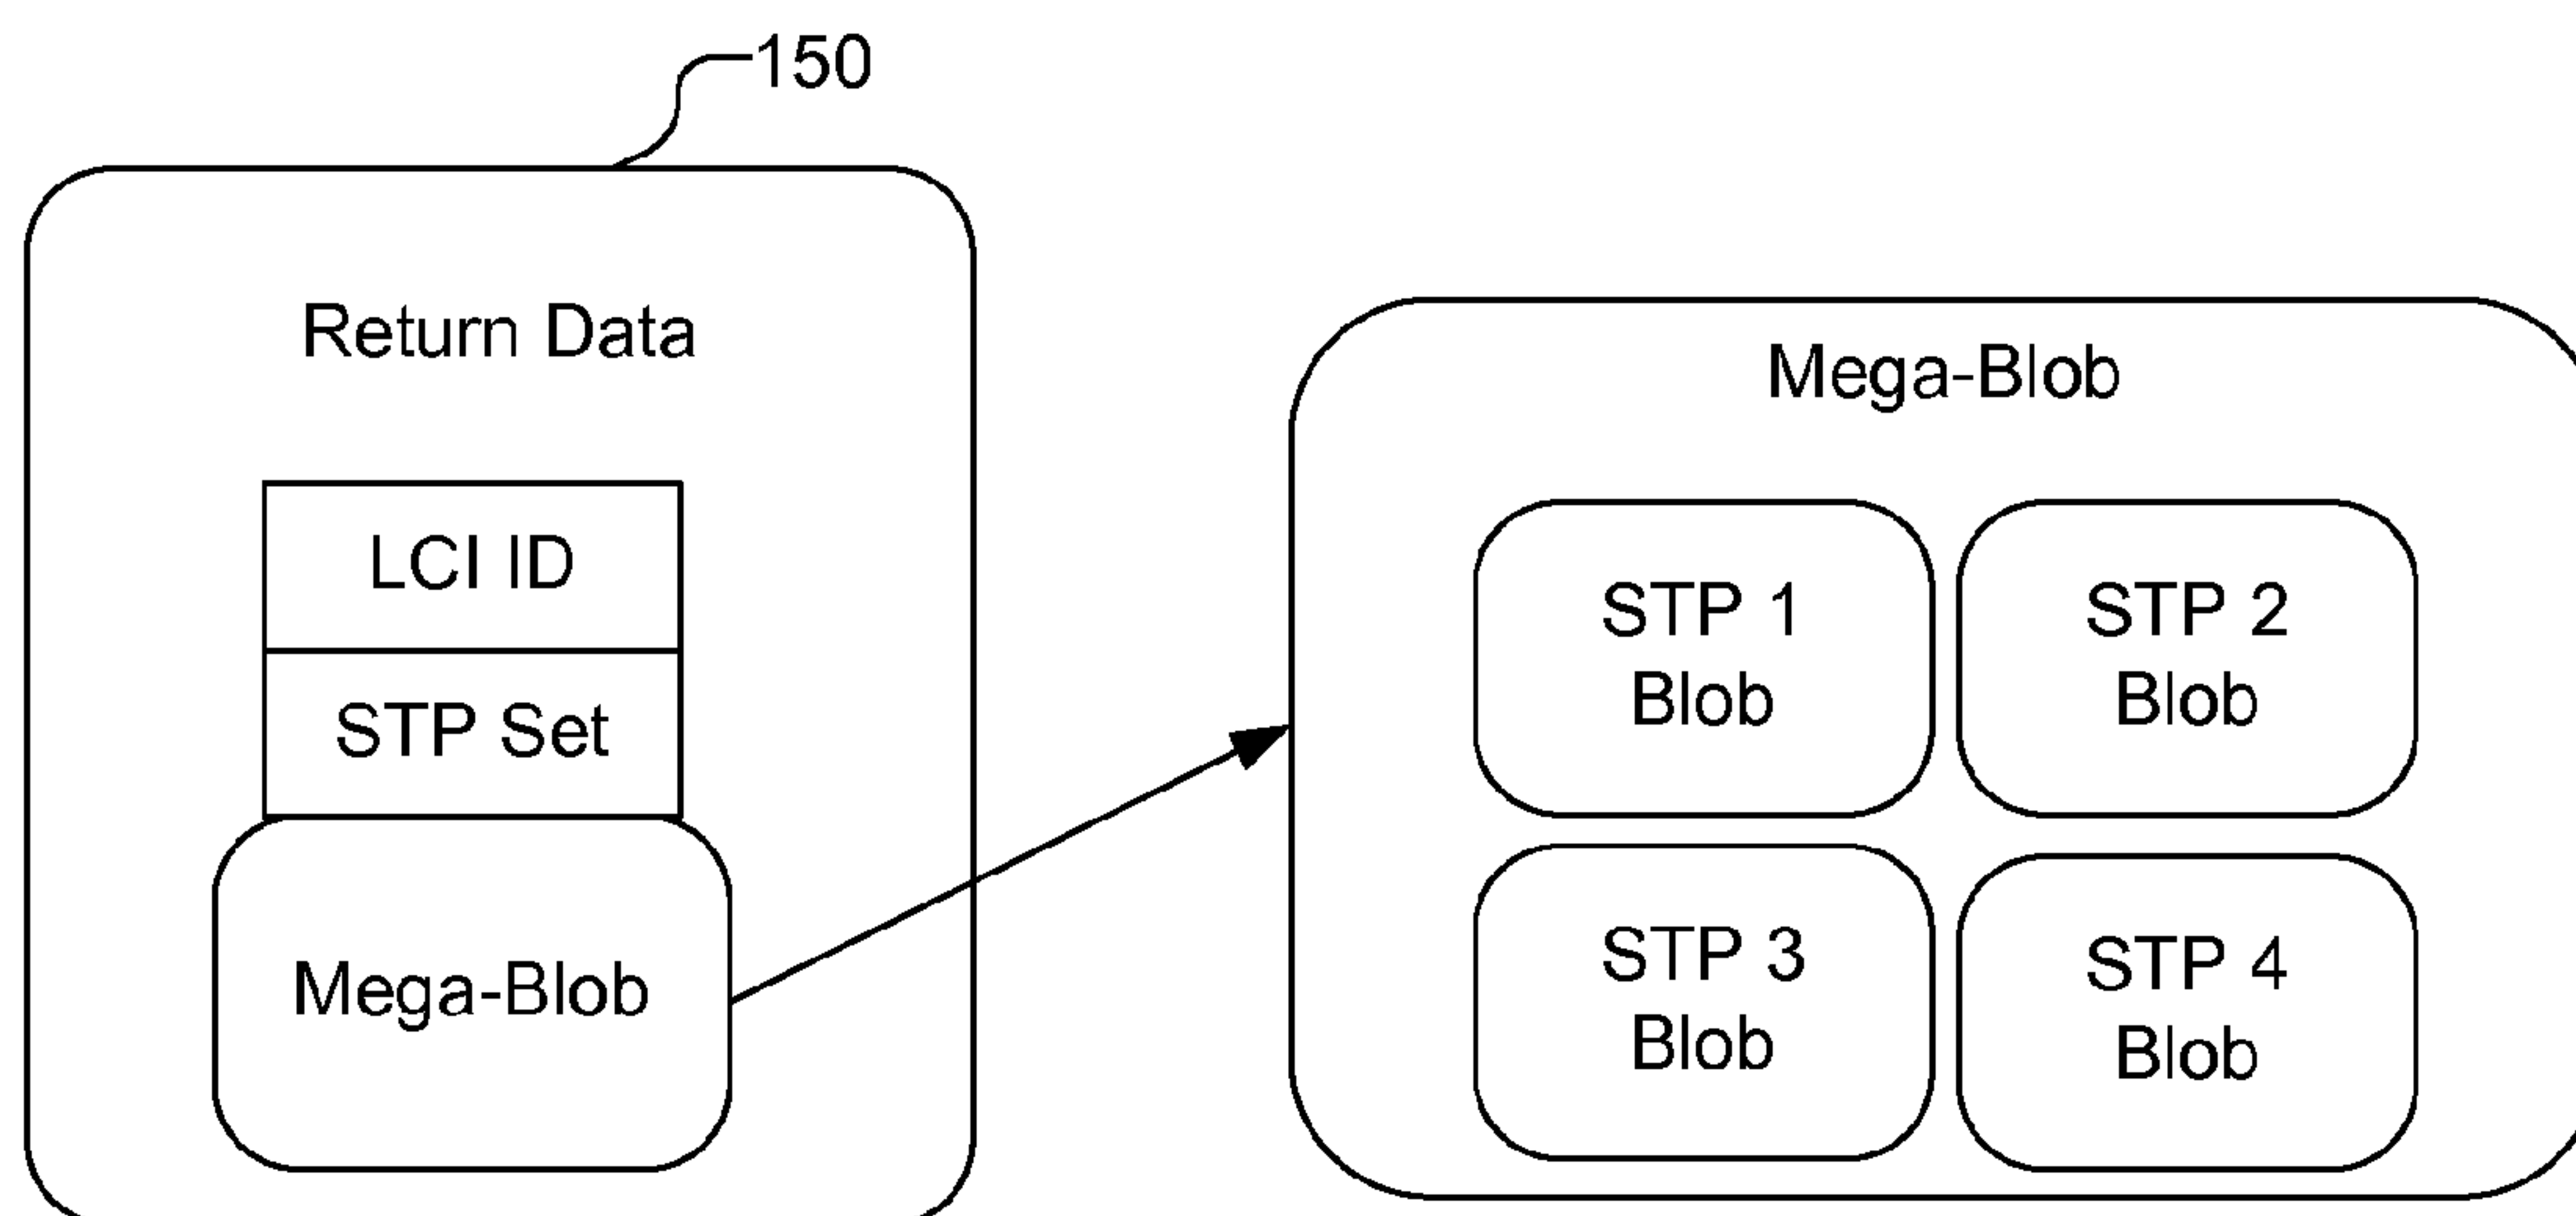 150
Return Data
LCI ID
STP Set
Mega-Blob
Mega-Blob
STP 1
Blob
STP 2
Blob
STP 3
Blob
STP 4
Blob